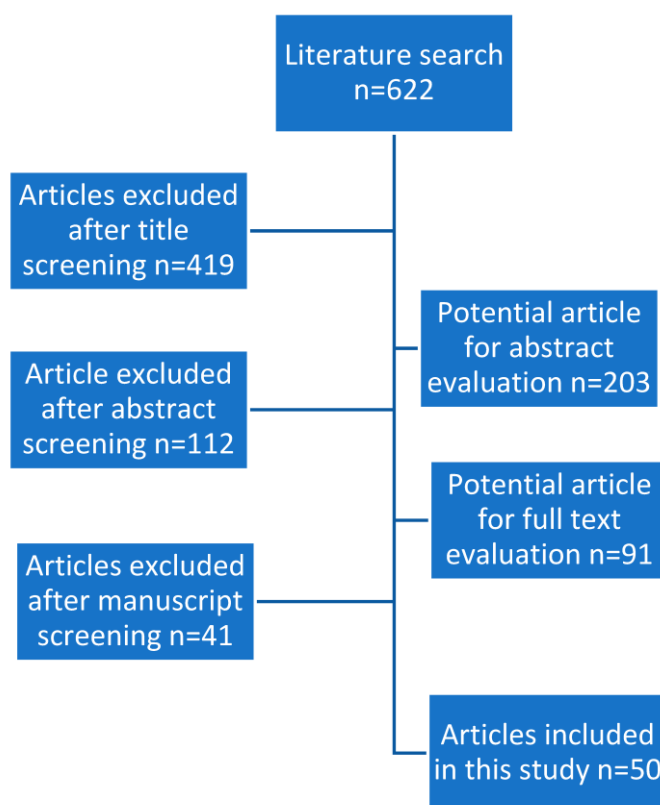 Literature search
n=622
Articles excluded
after title
screening n=419
Potential article
for abstract
evaluation n=203
Article excluded
after abstract
screening n=112
Potential article
for full text
evaluation n=91
Articles excluded
after manuscript
screening n=41
Articles included
in this study n=50